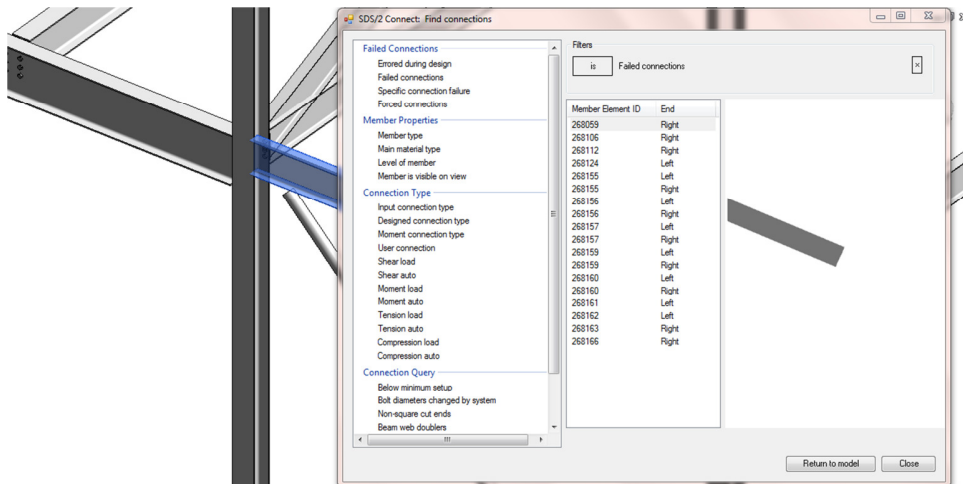 SDS/2 Connect: Find connections
Failed Connections
Errored during design
Failed connections
Specific connection failure
Forced connections
Member Properties
Member type
Main material type
Level of member
Member is visible on view
Connection Type
Input connection type
Designed connection type
Moment connection type
User connection
Shear load
Shear auto
Moment load
Moment auto
Tension load
Tension auto
Compression load
Compression auto
Connection Query
Below minimum setup
Bolt diameters changed by system
Non-square cut ends
Beam web doublers
Filters
is Failed connections
Member Element ID End
268059 Right
268106 Right
268112 Right
268124 Left
268155 Left
268155 Right
268156 Left
268156 Right
268157 Left
268157 Right
268159 Left
268159 Right
268160 Left
268160 Right
268161 Left
268162 Left
268163 Right
268166 Right
Return to model Close